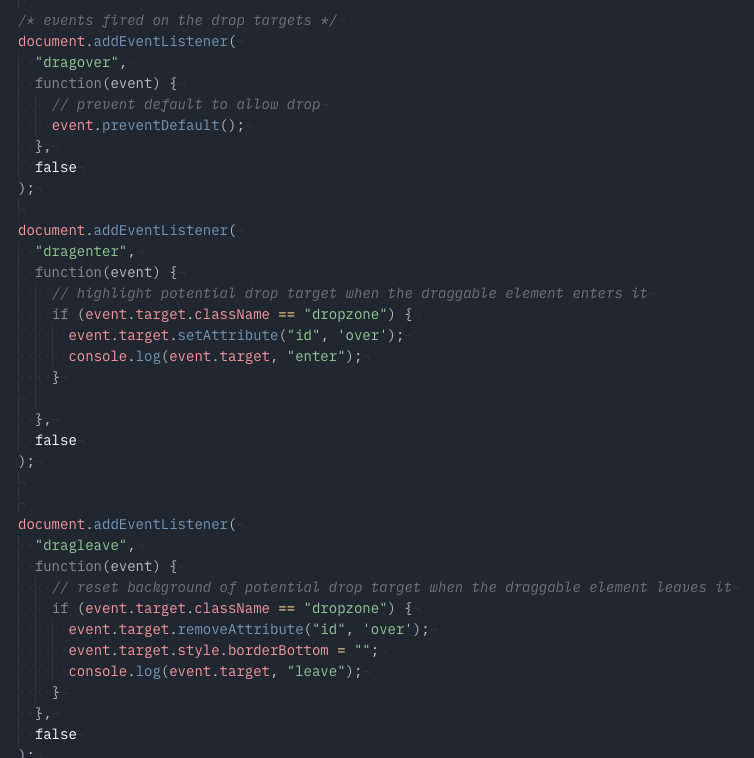 /* events fired on the drop targets */
document.addEventListener(
  "dragover",
  function(event) {
    // prevent default to allow drop
    event.preventDefault();
  },
  false
);

document.addEventListener(
  "dragenter",
  function(event) {
    // highlight potential drop target when the draggable element enters it
    if (event.target.className == "dropzone") {
      event.target.setAttribute("id", 'over');
      console.log(event.target, "enter");
    }

  },
  false
);


document.addEventListener(
  "dragleave",
  function(event) {
    // reset background of potential drop target when the draggable element leaves it
    if (event.target.className == "dropzone") {
      event.target.removeAttribute("id", 'over');
      event.target.style.borderBottom = "";
      console.log(event.target, "leave");
    }
  },
  false
);